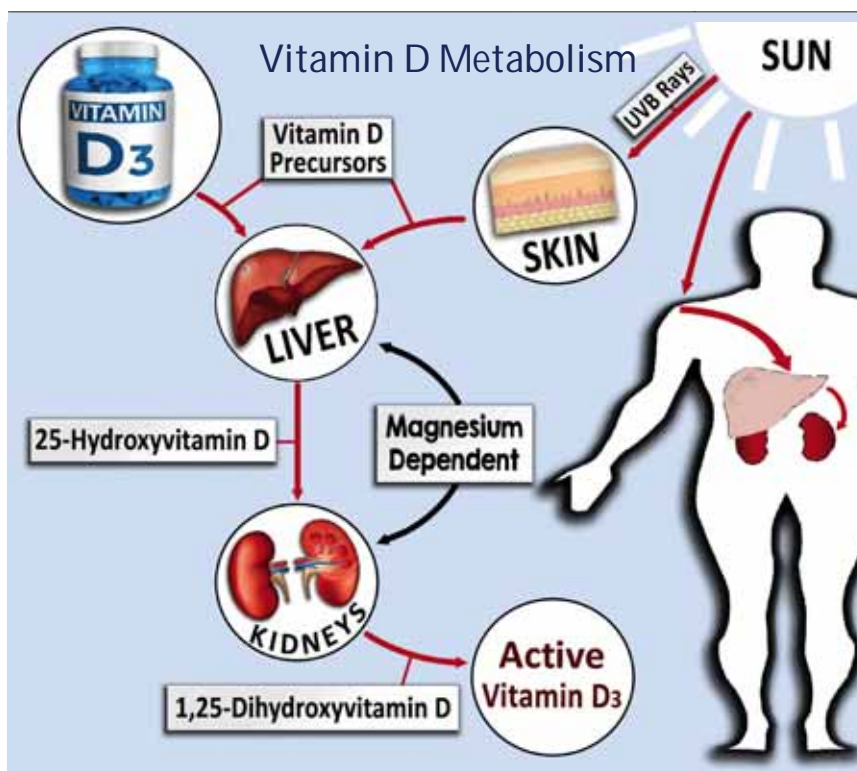 Vitamin D Metabolism
SUN
UVB Rays
VITAMIN
D3
Vitamin D
Precursors
SKIN
LIVER
25-Hydroxyvitamin D
Magnesium
Dependent
KIDNEYS
Active
Vitamin D3
1,25-Dihydroxyvitamin D